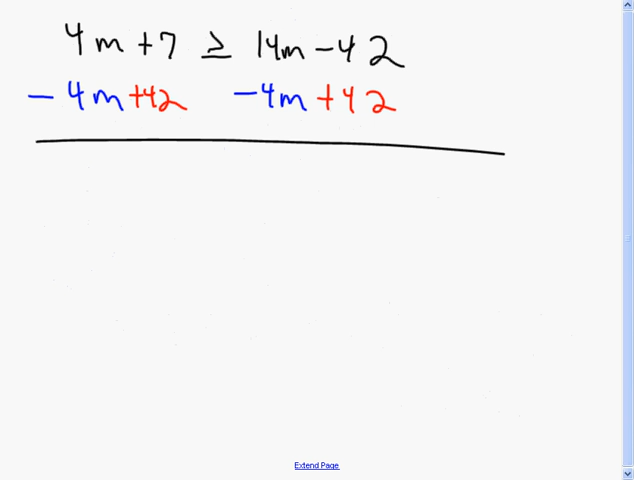 4m + 7 ≥ 14m - 42
- 4m + 42 - 4m + 42
Extend Page